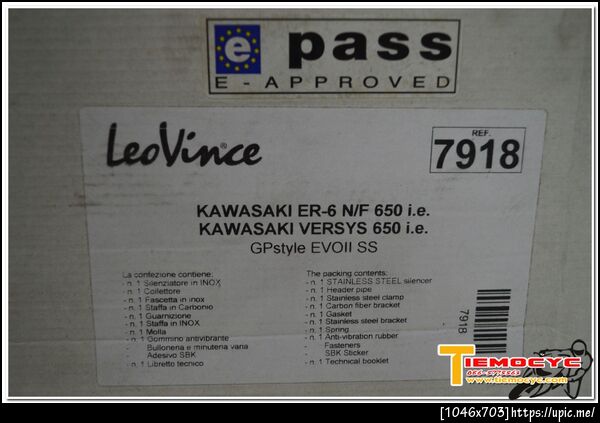 e pass
E - APPROVED
LeoVince
REF.
7918
KAWASAKI ER-6 N/F 650 i.e.
KAWASAKI VERSYS 650 i.e.
GPstyle EVOII SS
La confezione contiene:
- n. 1 Silenziatore in INOX
- n. 1 Collettore
- n. 1 Fascetta in inox
- n. 1 Staffa in Carbonio
- n. 1 Guarnizione
- n. 1 Staffa in INOX
- n. 1 Molla
- n. 1 Gommino antivibrante
Bulloneria e minuteria varia
Adesivo SBK
- n. 1 Libretto tecnico
The packing contents:
- n. 1 STAINLESS STEEL silencer
- n. 1 Header pipe
- n. 1 Stainless steel clamp
- n. 1 Carbon fiber bracket
- n. 1 Gasket
- n. 1 Stainless steel bracket
- n. 1 Spring
- n. 1 Anti-vibration rubber
Fasteners
SBK Sticker
- n. 1 Technical booklet
7918
TIEMOCYC
www.tiemocyc.com
[1046x703]https://upic.me/